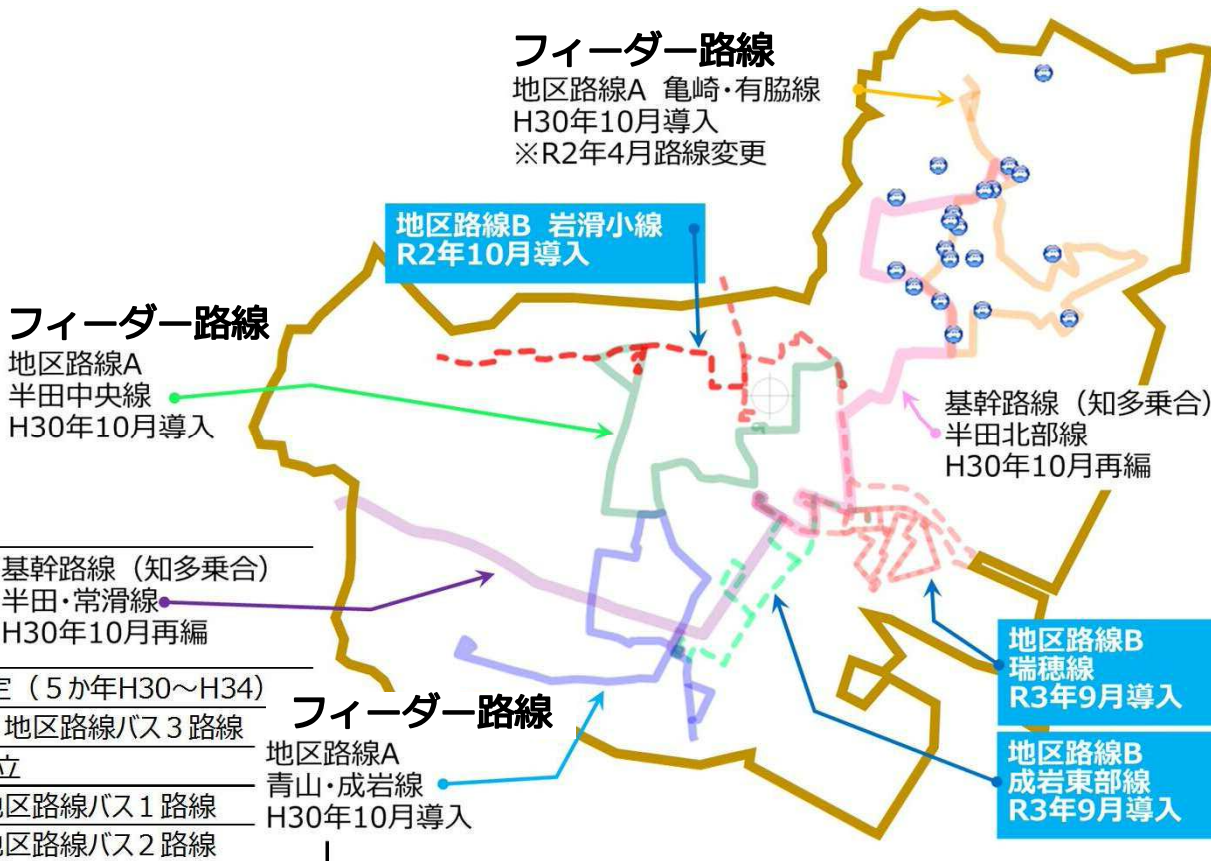 フィーダー路線
地区路線A 亀崎・有脇線
H30年10月導入
※R2年4月路線変更
地区路線B 岩滑小線
R2年10月導入
フィーダー路線
地区路線A
半田中央線
H30年10月導入
基幹路線（知多乗合）
半田北部線
H30年10月再編
基幹路線（知多乗合）
半田・常滑線
H30年10月再編
定（５か年H30～H34）
地区路線バス３路線
立
地区路線バス１路線
地区路線バス２路線
フィーダー路線
地区路線A
青山・成岩線
H30年10月導入
地区路線B
瑞穂線
R3年9月導入
地区路線B
成岩東部線
R3年9月導入